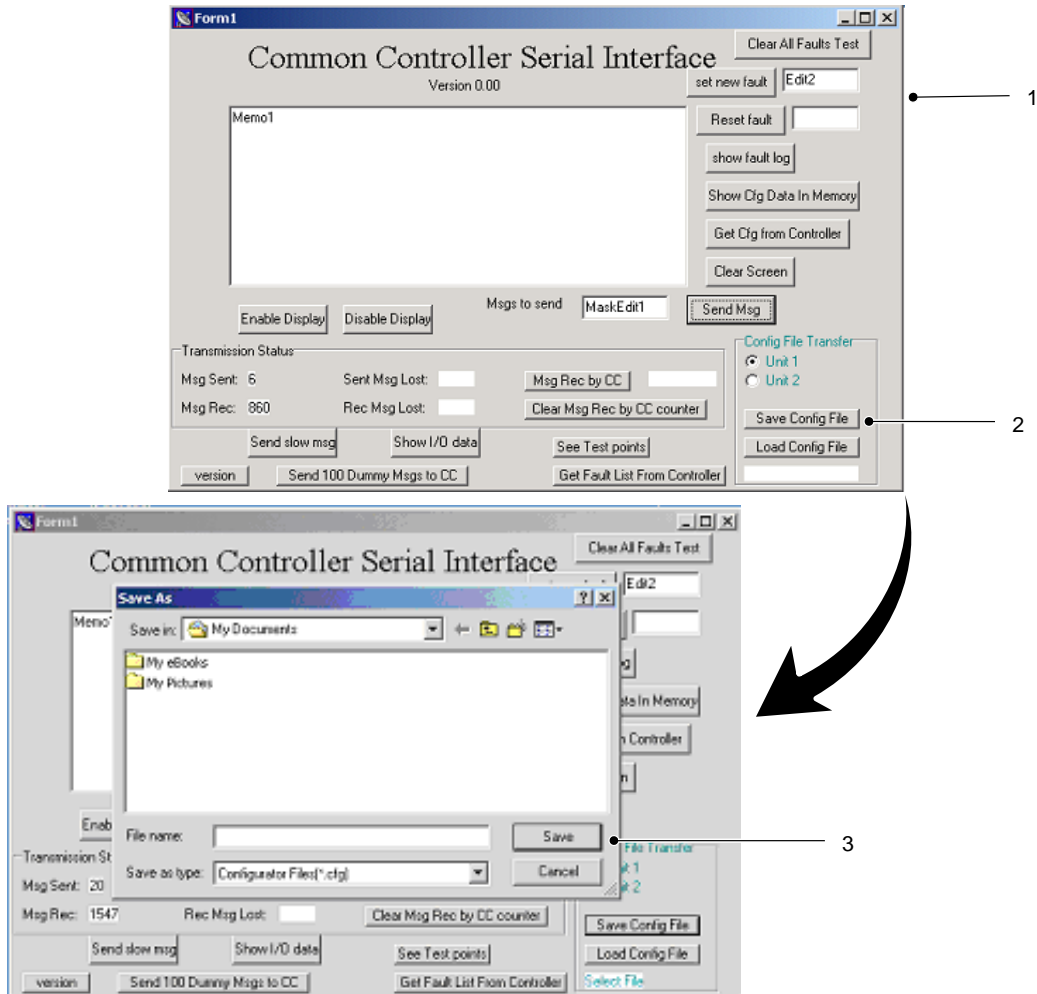 Form1
Common Controller Serial Interface
Version 0.00
Clear All Faults Test
set new fault Edit2
1
Memo1
Reset fault
show fault log
Show Cfg Data In Memory
Get Cfg from Controller
Clear Screen
Msgs to send MaskEdit1 Send Msg
Enable Display Disable Display
Transmission Status
Config File Transfer
Unit 1
Unit 2
Msg Sent: 6 Sent Msg Lost: Msg Rec by CC
Msg Rec: 860 Rec Msg Lost: Clear Msg Rec by CC counter
Save Config File
2
Send slow msg Show I/O data See Test points Load Config File
version Send 100 Dummy Msgs to CC Get Fault List From Controller
Form1
Common Controller Serial Interface
Clear All Faults Test
Edit2
Save As
Save in: My Documents
My eBooks
My Pictures
Data In Memory
Controller
File name: Save
3
Save as type: Configurator Files(*.cfg) Cancel
File Transfer
Transmission St
Msg Sent: 20
Msg Rec: 1547 Rec Msg Lost: Clear Msg Rec by CC counter
Save Config File
Send slow msg Show I/O data See Test points Load Config File
version Send 100 Dummy Msgs to CC Get Fault List From Controller Select File